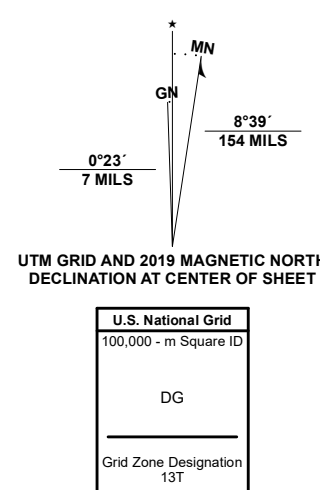 ★
MN
GN
8°39´
154 MILS
0°23´
7 MILS
UTM GRID AND 2019 MAGNETIC NORTH
DECLINATION AT CENTER OF SHEET
U.S. National Grid
100,000 - m Square ID
DG
Grid Zone Designation
13T